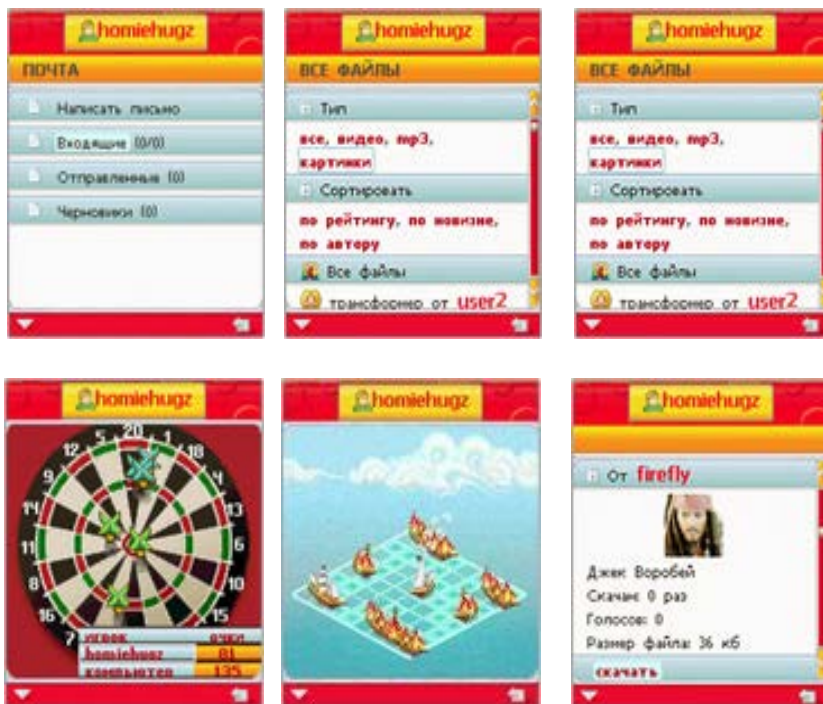 homiehugz
ПОЧТА
Написать письмо
Входящие (0/0)
Отправленные (0)
Черновики (0)
homiehugz
ВСЕ ФАЙЛЫ
Тип
все, видео, mp3,
картинки
Сортировать
по рейтингу, по новизне,
по автору
Все файлы
трансформер от user2
homiehugz
ВСЕ ФАЙЛЫ
Тип
все, видео, mp3,
картинки
Сортировать
по рейтингу, по новизне,
по автору
Все файлы
трансформер от user2
homiehugz
12 5 20 1 18
9 4
14 13
11 6
8 10
16 15
7
игрок очки
homiehugz 81
компьютер 135
homiehugz
homiehugz
От firefly
Джек Воробей
Скачан: 0 раз
Голосов: 0
Размер файла: 36 кб
скачать